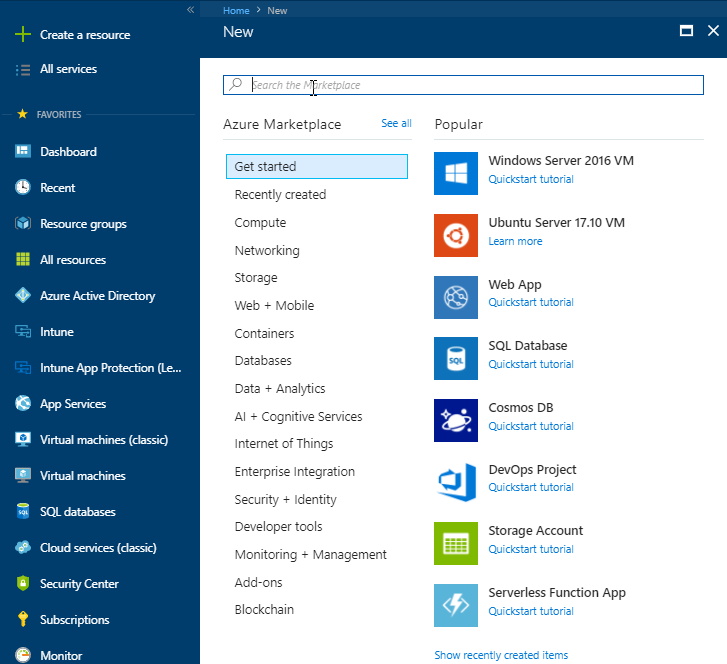 «
Create a resource
All services
FAVORITES
Dashboard
Recent
Resource groups
All resources
Azure Active Directory
Intune
Intune App Protection (Le...
App Services
Virtual machines (classic)
Virtual machines
SQL databases
Cloud services (classic)
Security Center
Subscriptions
Monitor
Home > New
New
Search the Marketplace
Azure Marketplace
See all
Get started
Recently created
Compute
Networking
Storage
Web + Mobile
Containers
Databases
Data + Analytics
AI + Cognitive Services
Internet of Things
Enterprise Integration
Security + Identity
Developer tools
Monitoring + Management
Add-ons
Blockchain
Popular
Windows Server 2016 VM
Quickstart tutorial
Ubuntu Server 17.10 VM
Learn more
Web App
Quickstart tutorial
SQL Database
Quickstart tutorial
Cosmos DB
Quickstart tutorial
DevOps Project
Quickstart tutorial
Storage Account
Quickstart tutorial
Serverless Function App
Quickstart tutorial
Show recently created items